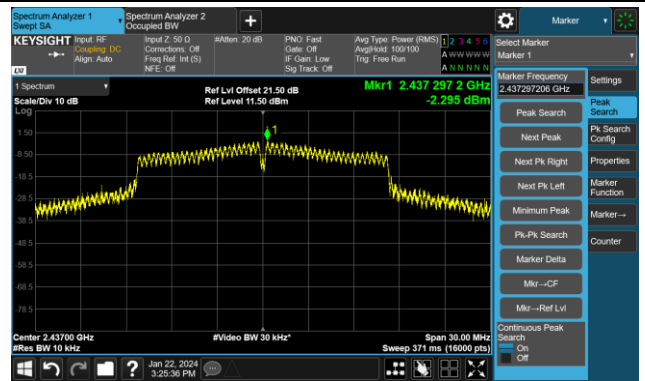 Spectrum Analyzer 1
Swept SA
Spectrum Analyzer 2
Occupied BW
Marker
KEYSIGHT
Input: RF
Coupling: DC
Align: Auto
Input Z: 50 Ω
Corrections: Off
Freq Ref: Int (S)
NFE: Off
#Atten: 20 dB
PNO: Fast
Gate: Off
IF Gain: Low
Sig Track: Off
Avg Type: Power (RMS)
Avg|Hold: 100/100
Trig: Free Run
1 2 3 4 5 6
A W W W W W
A N N N N N
LXI
Select Marker
Marker 1
1 Spectrum
Scale/Div 10 dB
Log
Ref Lvl Offset 21.50 dB
Ref Level 11.50 dBm
Mkr1 2.437 297 2 GHz
-2.295 dBm
1
1.50
-8.50
-18.5
-28.5
-38.5
-48.5
-58.5
-68.5
-78.5
Center 2.43700 GHz
#Res BW 10 kHz
#Video BW 30 kHz*
Span 30.00 MHz
Sweep 371 ms (16000 pts)
Marker Frequency
2.437297206 GHz
Peak Search
Next Peak
Next Pk Right
Next Pk Left
Minimum Peak
Pk-Pk Search
Marker Delta
Mkr→CF
Mkr→Ref Lvl
Continuous Peak
Search
On
Off
Settings
Peak
Search
Pk Search
Config
Properties
Marker
Function
Marker→
Counter
?
Jan 22, 2024
3:25:36 PM